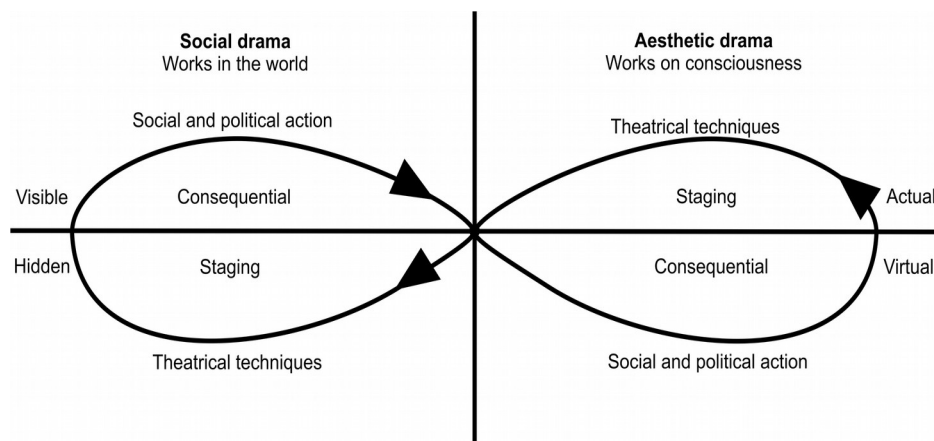 Social drama
Works in the world
Aesthetic drama
Works on consciousness
Social and political action
Theatrical techniques
Visible
Consequential
Staging
Actual
Hidden
Staging
Consequential
Virtual
Theatrical techniques
Social and political action